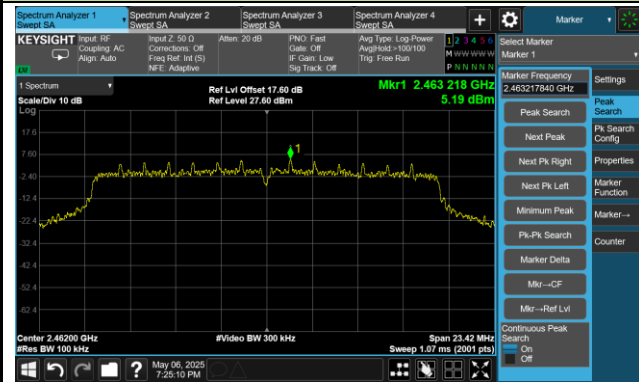 Spectrum Analyzer 1
Swept SA
Spectrum Analyzer 2
Swept SA
Spectrum Analyzer 3
Swept SA
Spectrum Analyzer 4
Swept SA
+
Marker
KEYSIGHT
Input: RF
Coupling: AC
Align: Auto
Input Z: 50 Ω
Corrections: Off
Freq Ref: Int (S)
NFE: Adaptive
Atten: 20 dB
PNO: Fast
Gate: Off
IF Gain: Low
Sig Track: Off
Avg Type: Log-Power
Avg|Hold:>100/100
Trig: Free Run
1 2 3 4 5 6
M W W W W W
P N N N N N
Select Marker
Marker 1
1 Spectrum
Scale/Div 10 dB
Log
Ref Lvl Offset 17.60 dB
Ref Level 27.60 dBm
Mkr1 2.463 218 GHz
5.19 dBm
17.6
7.60
-2.40
-12.4
-22.4
-32.4
-42.4
-52.4
-62.4
1
Center 2.46200 GHz
#Res BW 100 kHz
#Video BW 300 kHz
Span 23.42 MHz
Sweep 1.07 ms (2001 pts)
Marker Frequency
2.463217840 GHz
Peak Search
Next Peak
Next Pk Right
Next Pk Left
Minimum Peak
Pk-Pk Search
Marker Delta
Mkr→CF
Mkr→Ref Lvl
Continuous Peak
Search
On
Off
Settings
Peak
Search
Pk Search
Config
Properties
Marker
Function
Marker→
Counter
?
May 06, 2025
7:25:10 PM